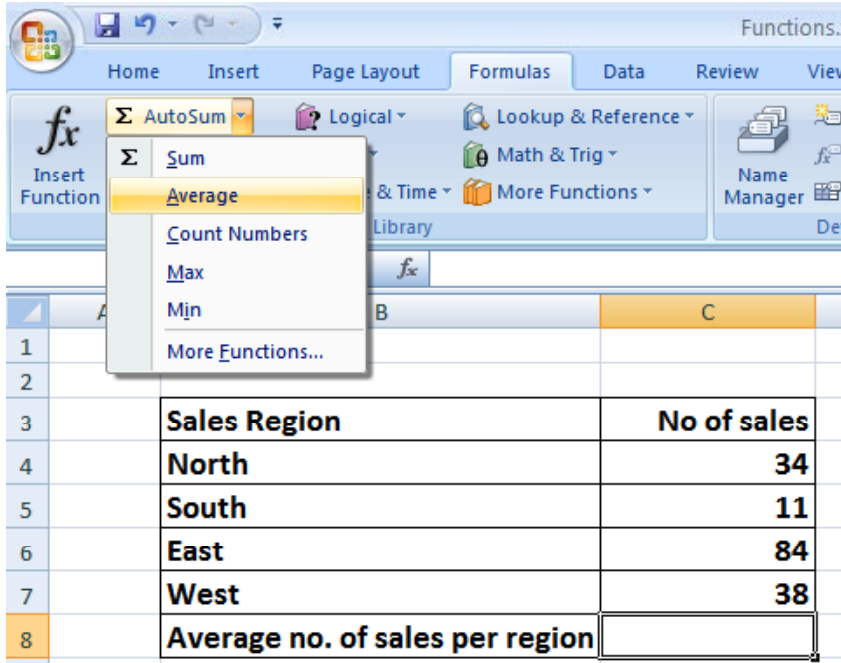 Functions.
Home Insert Page Layout Formulas Data Review View
fx Σ AutoSum Logical Lookup & Reference
Σ Sum Math & Trig
Insert Function Average & Time More Functions Name Manager
Count Numbers Library De
Max fx
Min
More Functions...
A B C
1
2
3 Sales Region No of sales
4 North 34
5 South 11
6 East 84
7 West 38
8 Average no. of sales per region